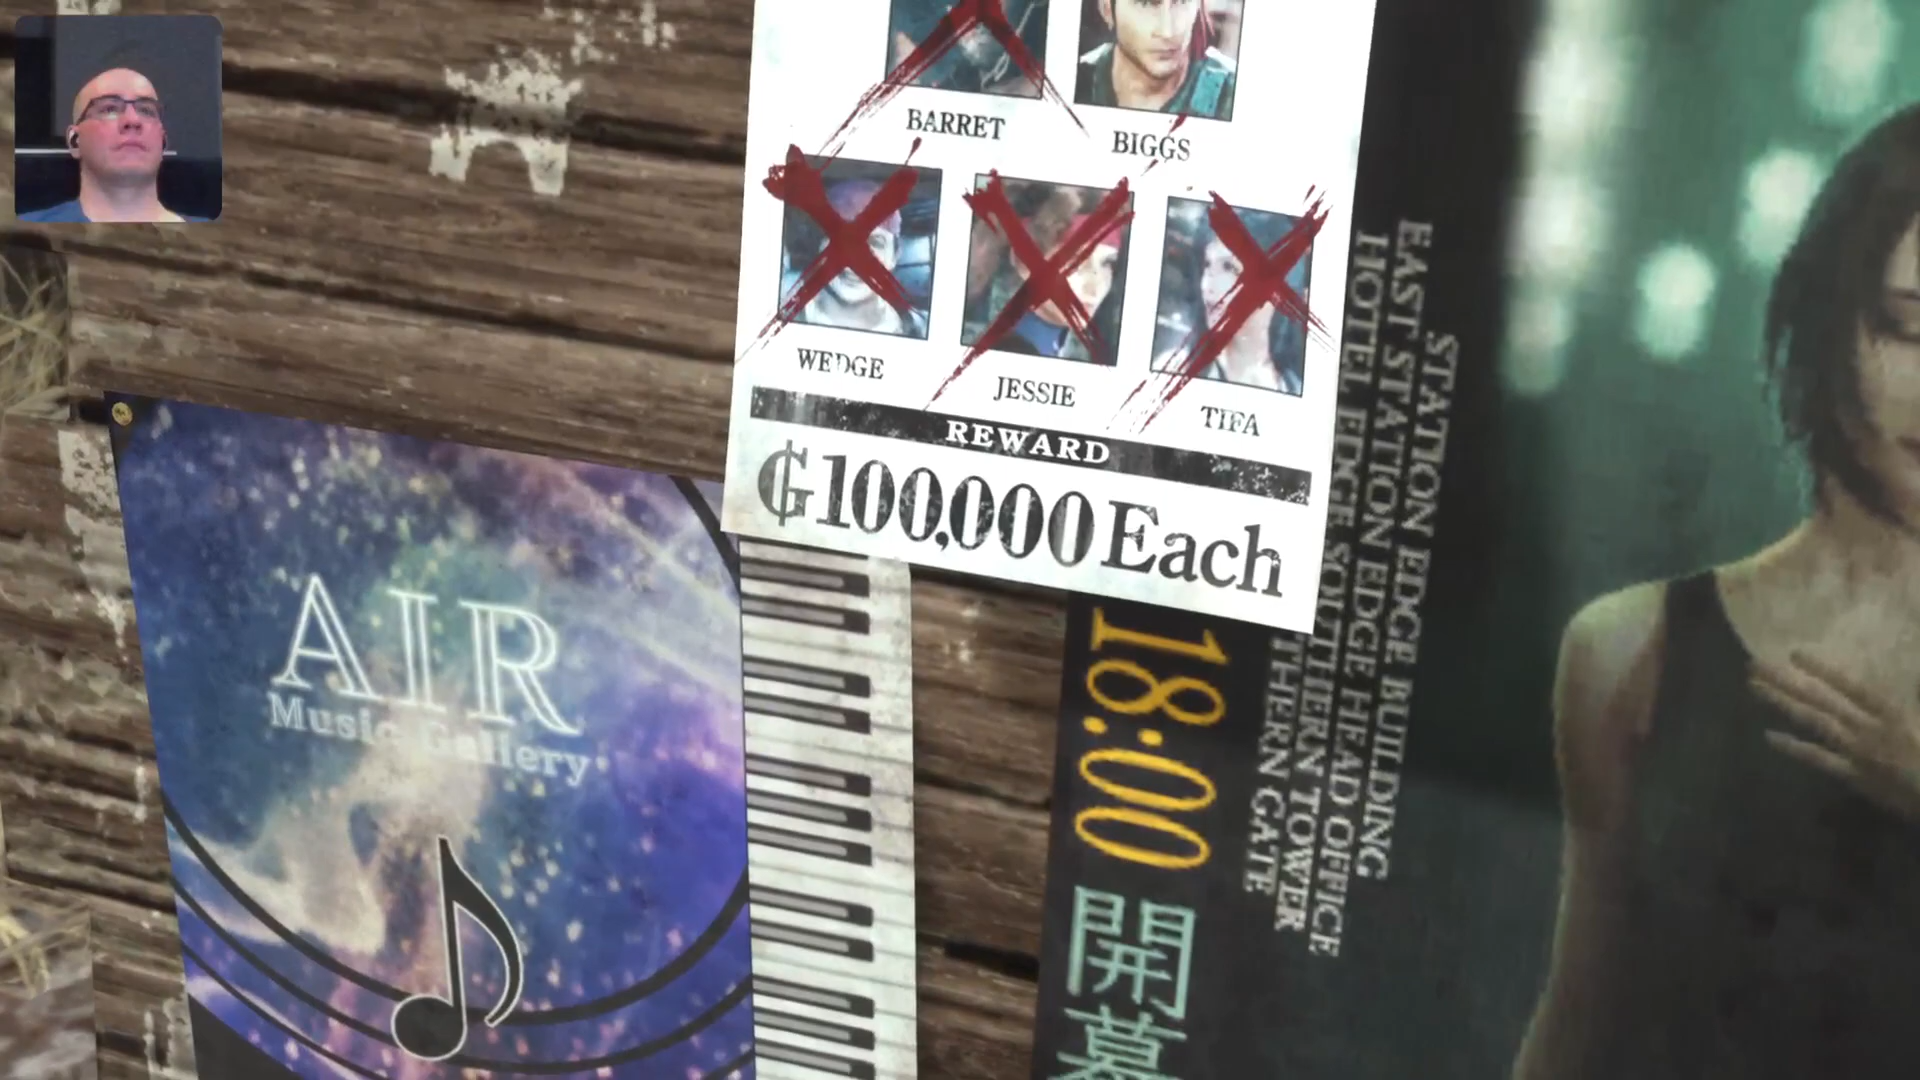 BARRET
BIGGS
WEDGE
JESSIE
TIFA
REWARD
₲100,000 Each
AIR
Music Gallery
18:00
開幕
STATION EDGE BUILDING
EAST STATION EDGE HEAD OFFICE
HOTEL EDGE SOUTHERN TOWER
THERN GATE